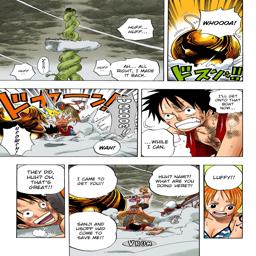 WHOOOA!
HUFF...
HUFF...
AH... ALL
RIGHT, I
MADE IT
BACK.
HUFF...
I'LL GET
ONTO THAT
BOAT
NOW...
...WHILE
I CAN.
WAH!
LUFFY!!
HUH? NAMI?!
WHAT ARE YOU
DOING HERE?!
I CAME TO
GET YOU!!
SANJI AND
USOPP HAD
COME TO
SAVE ME!!
THEY DID,
HUH?! OH,
THAT'S
GREAT!!